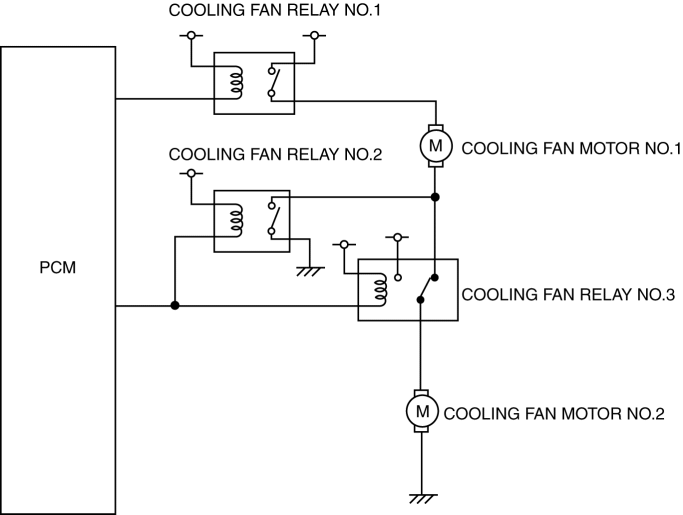 COOLING FAN RELAY NO.1
M
COOLING FAN MOTOR NO.1
COOLING FAN RELAY NO.2
PCM
COOLING FAN RELAY NO.3
M
COOLING FAN MOTOR NO.2